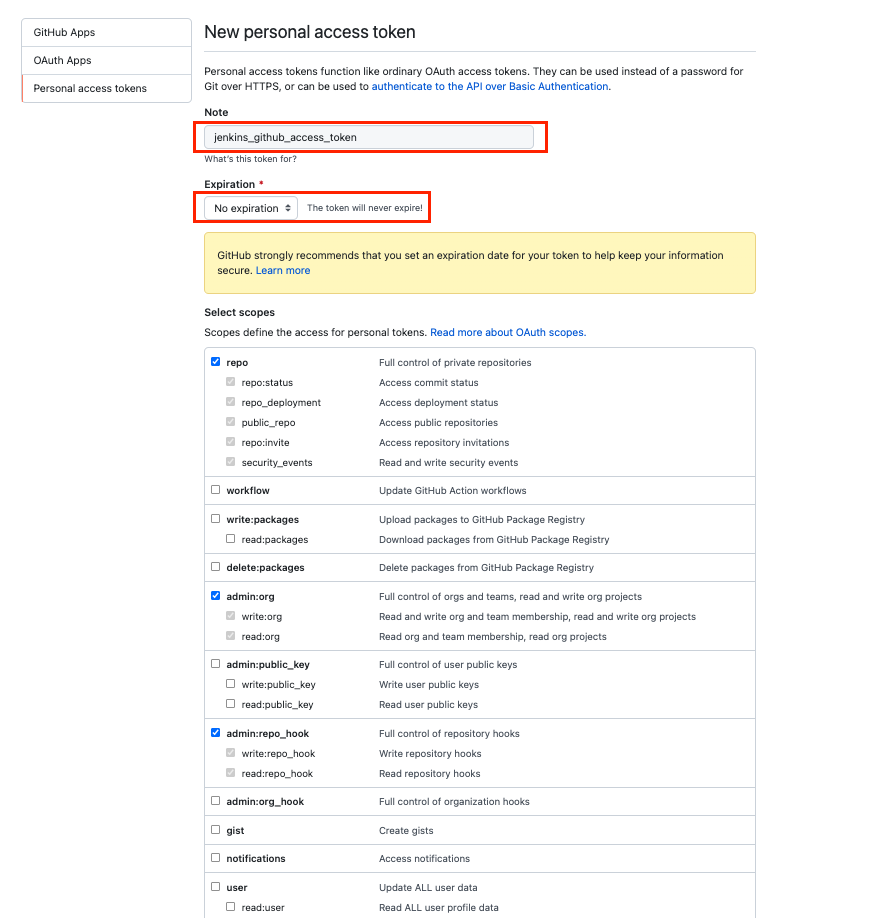 GitHub Apps
OAuth Apps
Personal access tokens
New personal access token
Personal access tokens function like ordinary OAuth access tokens. They can be used instead of a password for
Git over HTTPS, or can be used to authenticate to the API over Basic Authentication.
Note
jenkins_github_access_token
What's this token for?
Expiration *
No expiration The token will never expire!
GitHub strongly recommends that you set an expiration date for your token to help keep your information
secure. Learn more
Select scopes
Scopes define the access for personal tokens. Read more about OAuth scopes.
repo Full control of private repositories
repo:status Access commit status
repo_deployment Access deployment status
public_repo Access public repositories
repo:invite Access repository invitations
security_events Read and write security events
workflow Update GitHub Action workflows
write:packages Upload packages to GitHub Package Registry
read:packages Download packages from GitHub Package Registry
delete:packages Delete packages from GitHub Package Registry
admin:org Full control of orgs and teams, read and write org projects
write:org Read and write org and team membership, read and write org projects
read:org Read org and team membership, read org projects
admin:public_key Full control of user public keys
write:public_key Write user public keys
read:public_key Read user public keys
admin:repo_hook Full control of repository hooks
write:repo_hook Write repository hooks
read:repo_hook Read repository hooks
admin:org_hook Full control of organization hooks
gist Create gists
notifications Access notifications
user Update ALL user data
read:user Read ALL user profile data